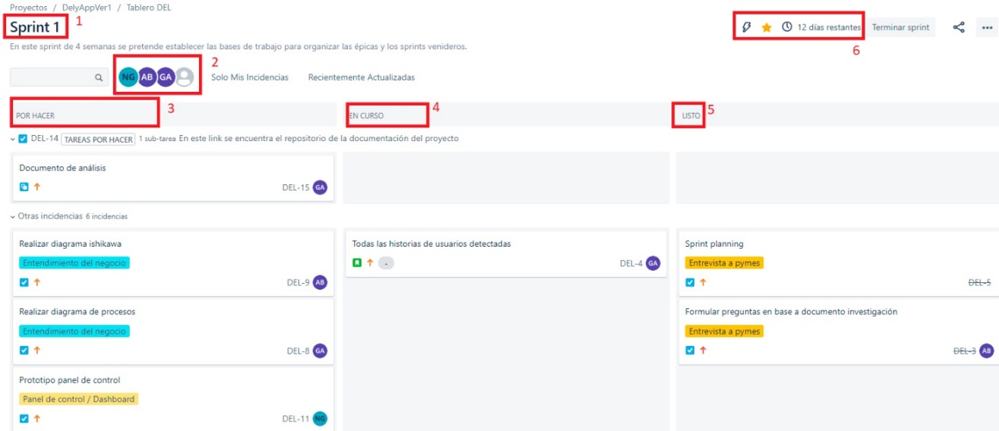 Proyectos / DelyAppVer1 / Tablero DEL
Sprint 1 1
6 12 días restantes Terminar sprint
En este sprint de 4 semanas se pretende establecer las bases de trabajo para organizar las épicas y los sprints venideros.
2
NG AB GA Solo Mis Incidencias Recientemente Actualizadas
POR HACER 3 EN CURSO 4 LISTO 5
DEL-14 TAREAS POR HACER 1 sub-tarea En este link se encuentra el repositorio de la documentación del proyecto
Documento de análisis
DEL-15 GA
Otras incidencias 6 incidencias
Realizar diagrama ishikawa
Entendimiento del negocio
DEL-9 AB
Realizar diagrama de procesos
Entendimiento del negocio
DEL-8 GA
Prototipo panel de control
Panel de control / Dashboard
DEL-11 NG
Todas las historias de usuarios detectadas
- DEL-4 GA
Sprint planning
Entrevista a pymes
DEL-5
Formular preguntas en base a documento investigación
Entrevista a pymes
DEL-3 AB